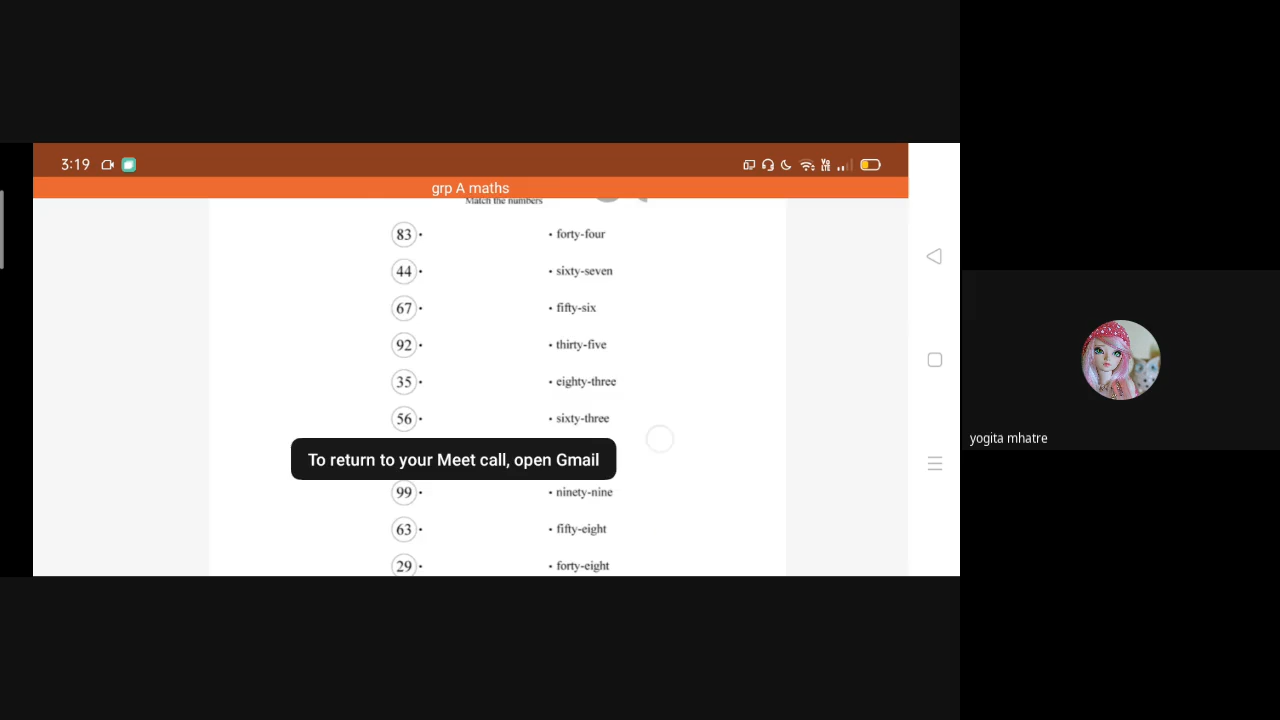 3:19
grp A maths
Match the numbers
83 • • forty-four
44 • • sixty-seven
67 • • fifty-six
92 • • thirty-five
35 • • eighty-three
56 • • sixty-three
To return to your Meet call, open Gmail
99 • • ninety-nine
63 • • fifty-eight
29 • • forty-eight
yogita mhatre